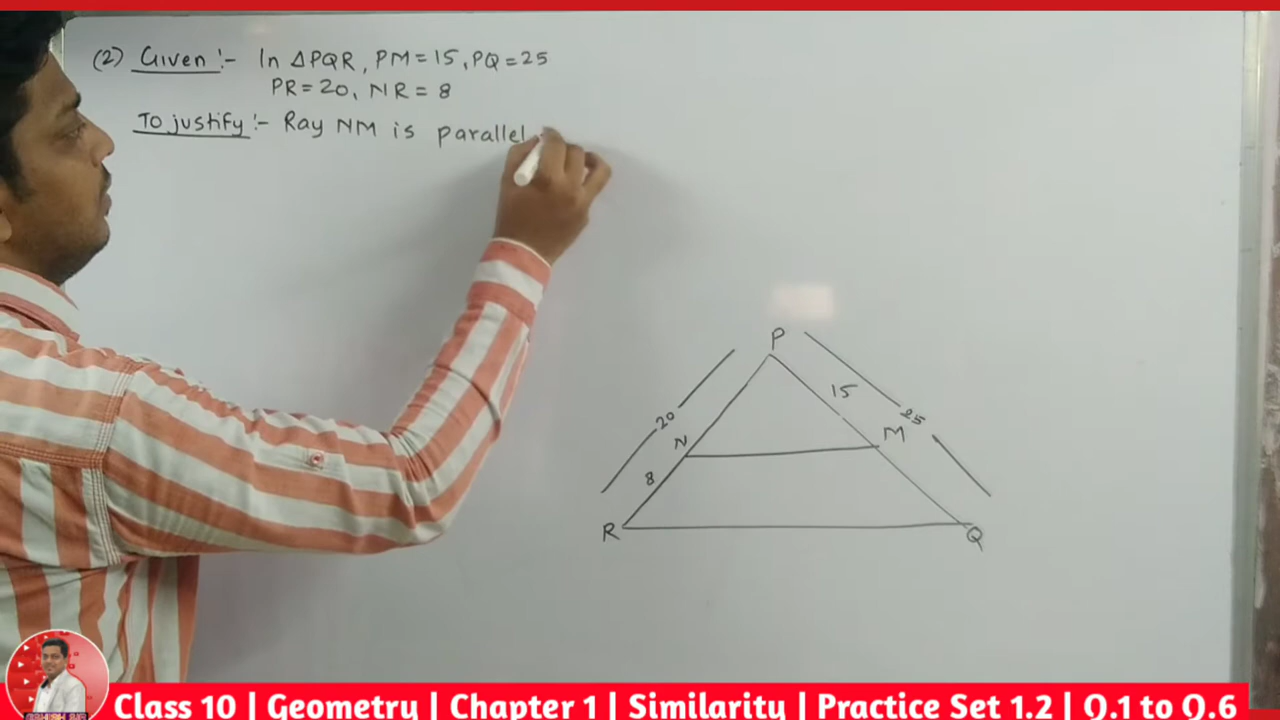 (2) Given :- In ΔPQR, PM = 15, PQ = 25
PR = 20, NR = 8
To justify :- Ray NM is parallel
P
15
20
25
N
M
8
R
Q
Class 10 | Geometry | Chapter 1 | Similarity | Practice Set 1.2 | Q.1 to Q.6